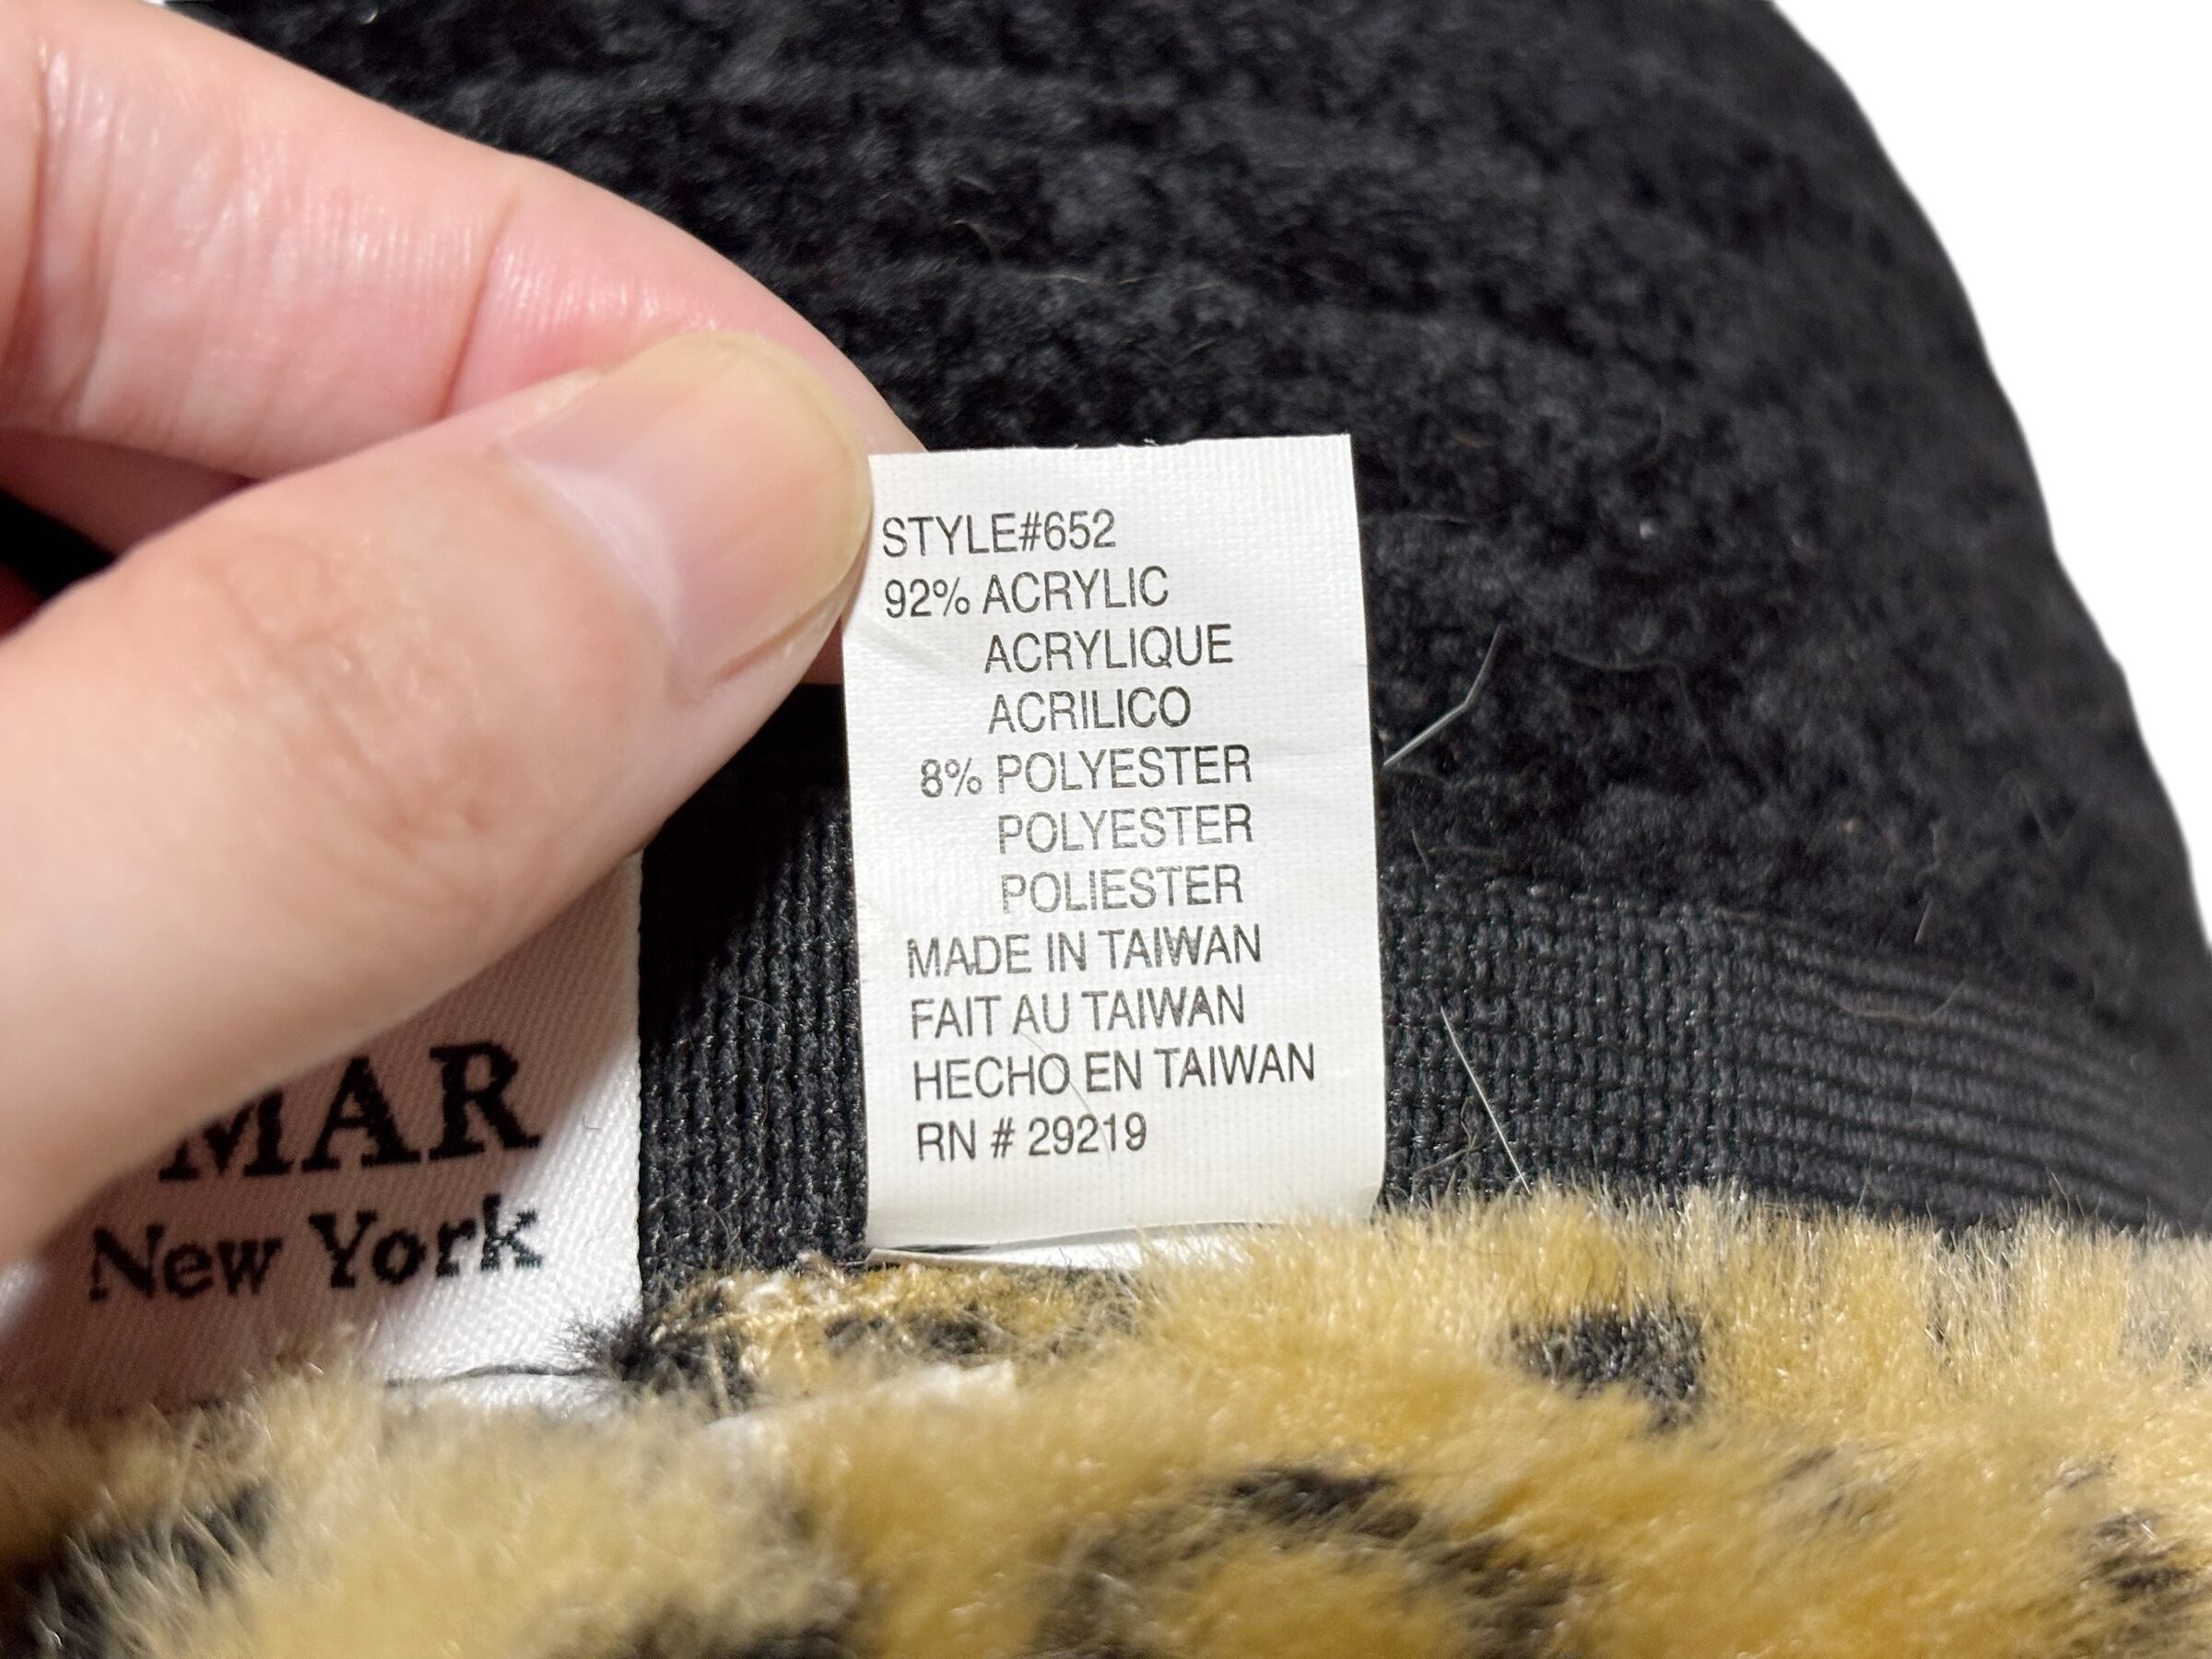 STYLE#652
92% ACRYLIC
ACRYLIQUE
ACRILICO
8% POLYESTER
POLYESTER
POLIESTER
MADE IN TAIWAN
FAIT AU TAIWAN
HECHO EN TAIWAN
RN # 29219
MAR
New York